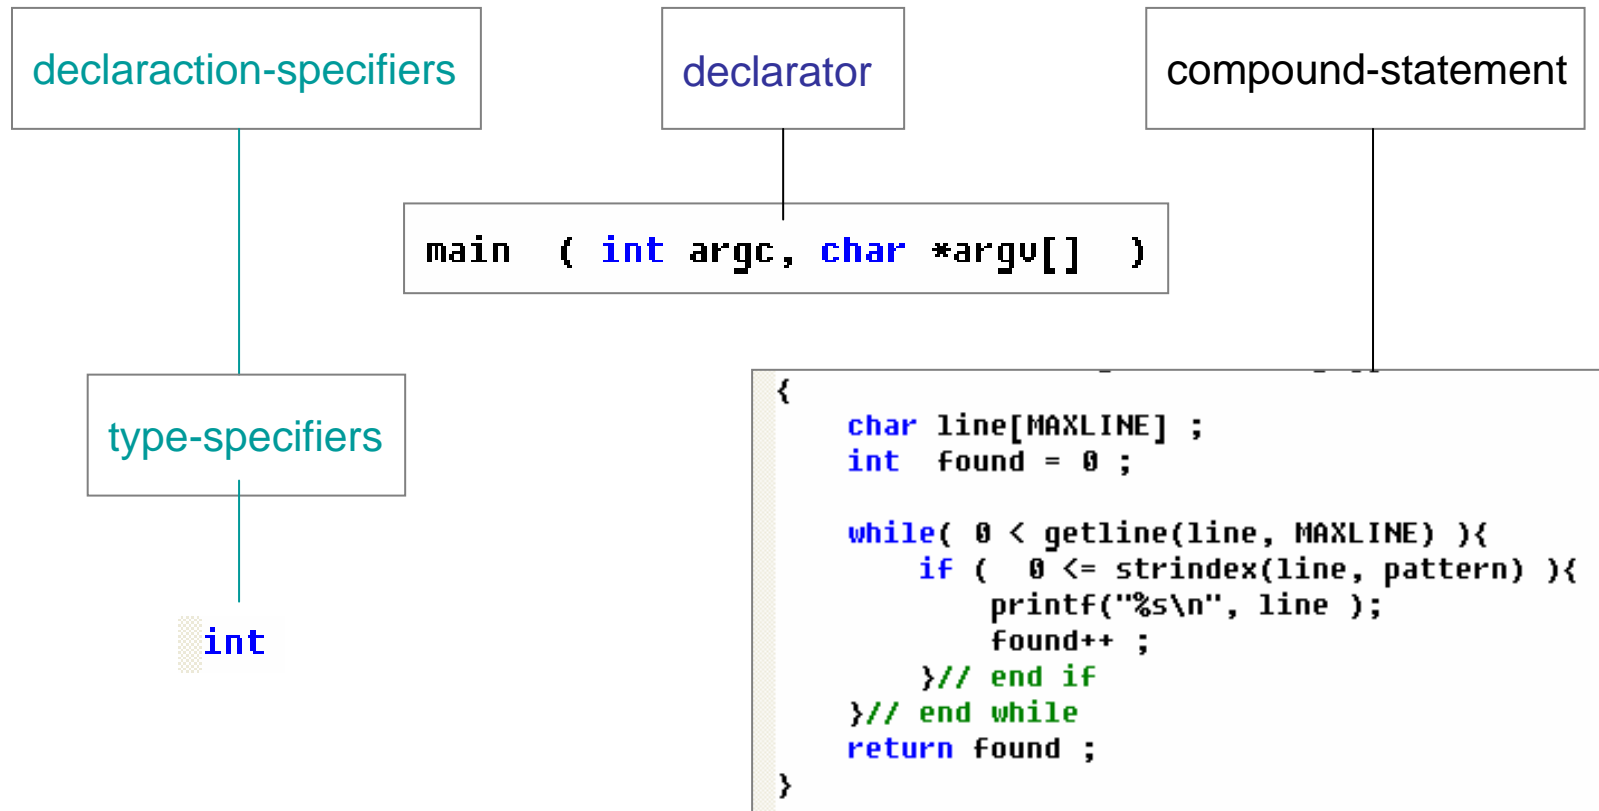 declaraction-specifiers
declarator
compound-statement
main ( int argc, char *argv[] )
type-specifiers
int
{
char line[MAXLINE] ;
int found = 0 ;
while( 0 < getline(line, MAXLINE) ){
if ( 0 <= strindex(line, pattern) ){
printf("%s\n", line );
found++ ;
}// end if
}// end while
return found ;
}